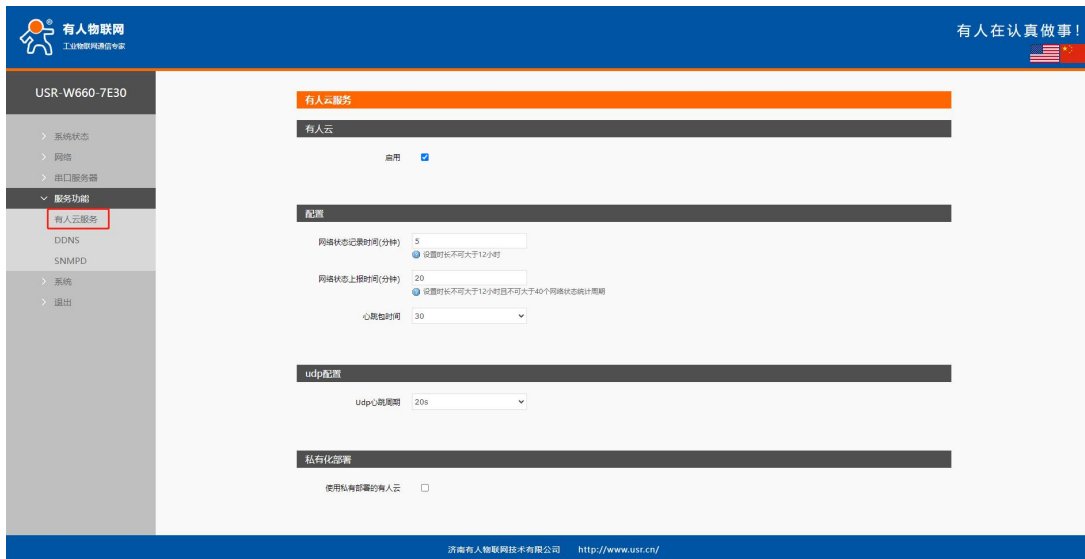 有人物联网
工业物联网通信专家
有人在认真做事!
USR-W660-7E30
系统状态
网络
串口服务器
服务功能
有人云服务
DDNS
SNMPD
系统
退出
有人云服务
有人云
启用
配置
网络状态记录时间(分钟) 5
设置时长不可大于12小时
网络状态上报时间(分钟) 20
设置时长不可大于12小时且不可大于40个网络状态统计周期
心跳包时间 30
udp配置
Udp心跳周期 20s
私有化部署
使用私有部署的有人云
济南有人物联网技术有限公司 http://www.usr.cn/